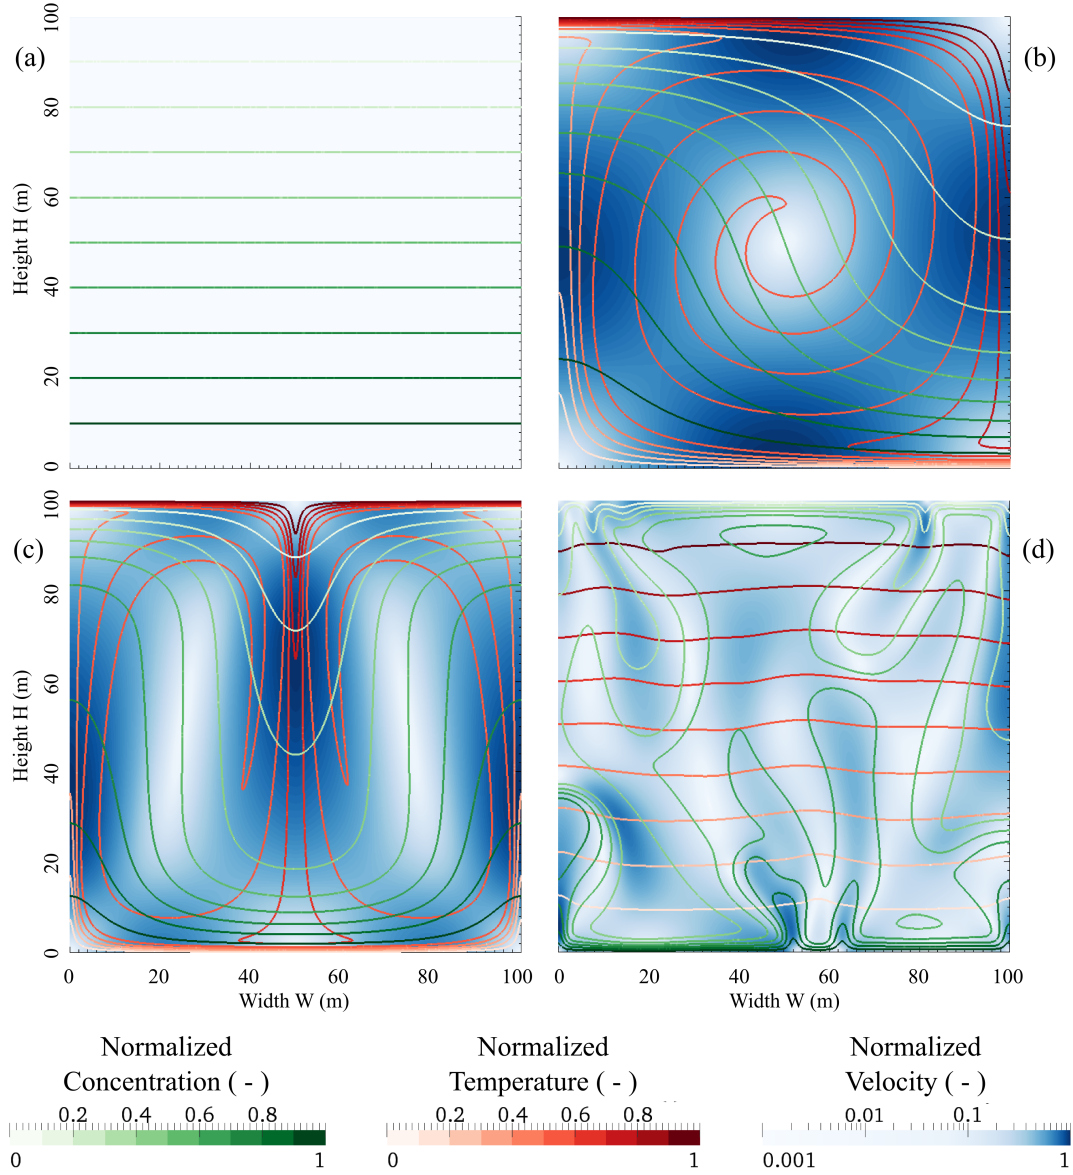 (a)
(b)
100
80
60
40
20
0
Height H (m)
(c)
(d)
100
80
60
40
20
0
Height H (m)
0 20 40 60 80 100
0 20 40 60 80 100
Width W (m)
Width W (m)
Normalized
Concentration ( - )
0.2 0.4 0.6 0.8
0 1
Normalized
Temperature ( - )
0.2 0.4 0.6 0.8
0 1
Normalized
Velocity ( - )
0.01 0.1
0.001 1